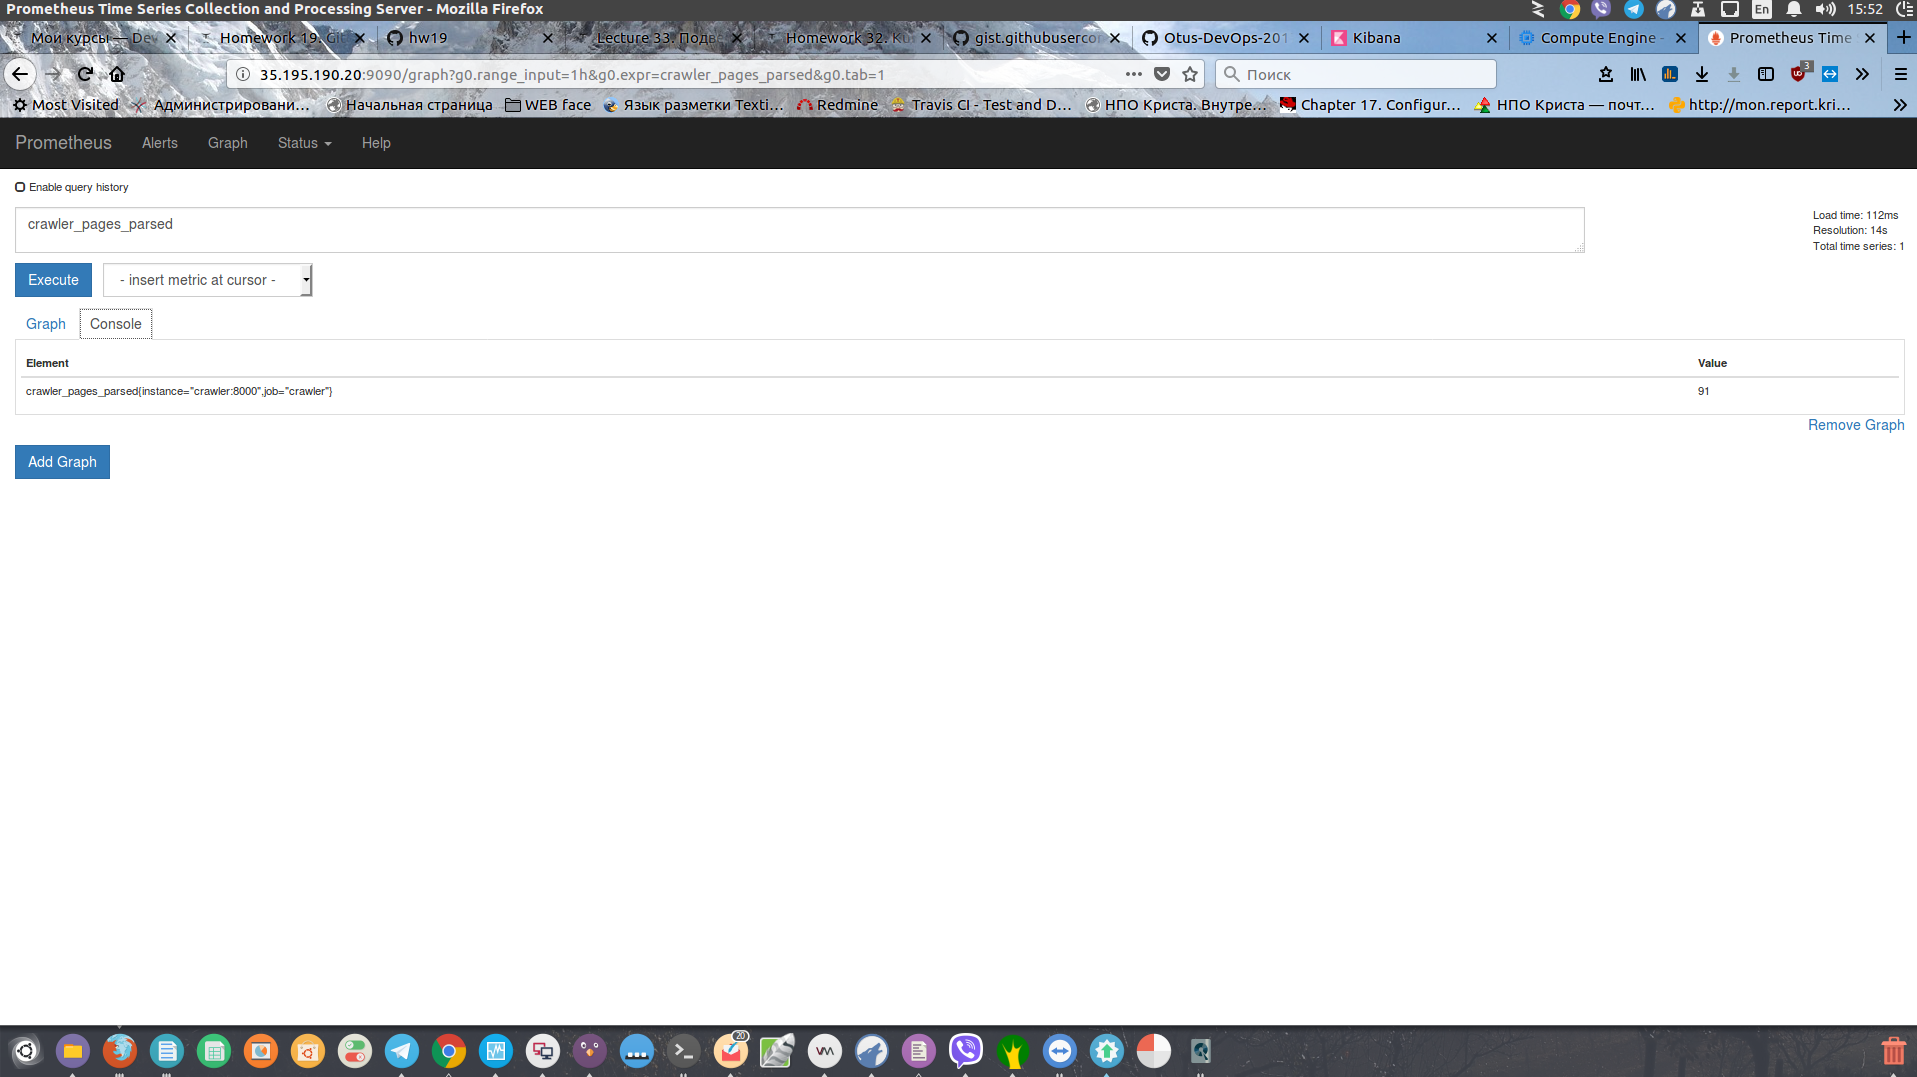 Prometheus Time Series Collection and Processing Server - Mozilla Firefox
En
15:52
Мои курсы — De
Homework 19. Gi
hw19
Lecture 33. Подв
Homework 32. Ku
gist.githubuserco
Otus-DevOps-201
Kibana
Compute Engine -
Prometheus Time
35.195.190.20:9090/graph?g0.range_input=1h&g0.expr=crawler_pages_parsed&g0.tab=1
Поиск
3
Most Visited
Администрировани…
Начальная страница
WEB face
Язык разметки Texti…
Redmine
Travis CI - Test and D…
НПО Криста. Внутре…
Chapter 17. Configur…
НПО Криста — почт…
http://mon.report.kri…
Prometheus
Alerts
Graph
Status
Help
Enable query history
crawler_pages_parsed
Load time: 112ms
Resolution: 14s
Total time series: 1
Execute
- insert metric at cursor -
Graph
Console
Element
Value
crawler_pages_parsed{instance="crawler:8000",job="crawler"}
91
Remove Graph
Add Graph
20